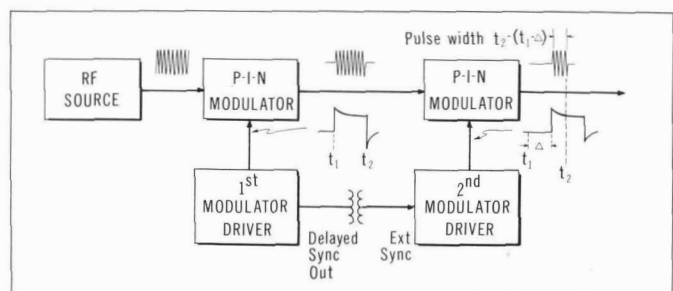 Pulse width t₂-(t₁-△)
RF
SOURCE
P-I-N
MODULATOR
P-I-N
MODULATOR
t₁
t₂
t₁
△
t₂
1st
MODULATOR
DRIVER
Delayed
Sync
Out
Ext
Sync
2nd
MODULATOR
DRIVER